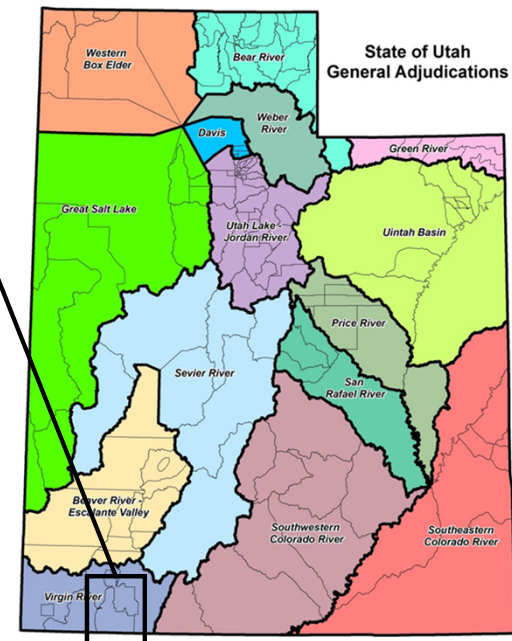 State of Utah
General Adjudications
Western
Box Elder
Bear River
Weber
River
Davis
Green River
Great Salt Lake
Utah Lake -
Jordan River
Uintah Basin
Price River
Sevier River
San
Rafael River
Beaver River -
Escalante Valley
Southwestern
Colorado River
Southeastern
Colorado River
Virgin River